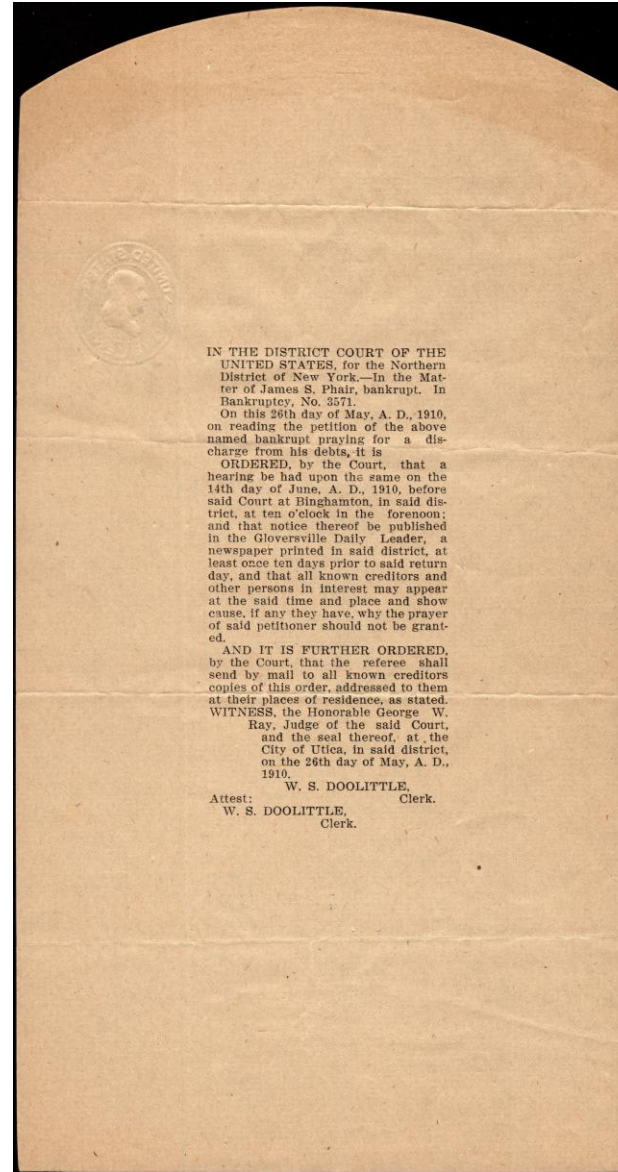 UNITED STATES
IN THE DISTRICT COURT OF THE
UNITED STATES, for the Northern
District of New York.—In the Mat-
ter of James S. Phair, bankrupt. In
Bankruptcy, No. 3571.
On this 26th day of May, A. D., 1910,
on reading the petition of the above
named bankrupt praying for a dis-
charge from his debts, it is
ORDERED, by the Court, that a
hearing be had upon the same on the
14th day of June, A. D., 1910, before
said Court at Binghamton, in said dis-
trict, at ten o'clock in the forenoon;
and that notice thereof be published
in the Gloversville Daily Leader, a
newspaper printed in said district, at
least once ten days prior to said return
day, and that all known creditors and
other persons in interest may appear
at the said time and place and show
cause, if any they have, why the prayer
of said petitioner should not be grant-
ed.
AND IT IS FURTHER ORDERED,
by the Court, that the referee shall
send by mail to all known creditors
copies of this order, addressed to them
at their places of residence, as stated.
WITNESS, the Honorable George W.
Ray, Judge of the said Court,
and the seal thereof, at the
City of Utica, in said district,
on the 26th day of May, A. D.,
1910.
W. S. DOOLITTLE,
Attest: Clerk.
W. S. DOOLITTLE,
Clerk.